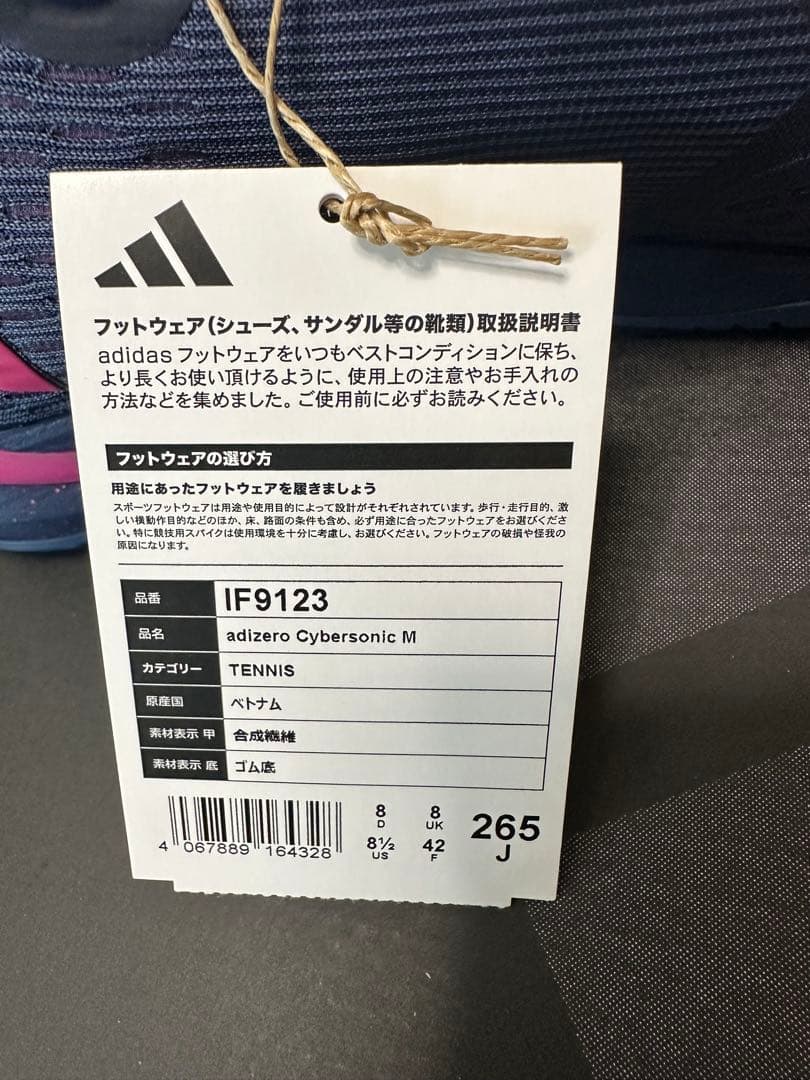 フットウェア(シューズ、サンダル等の靴類)取扱説明書
adidas フットウェアをいつもベストコンディションに保ち、
より長くお使い頂けるように、使用上の注意やお手入れの
方法などを集めました。ご使用前に必ずお読みください。
フットウェアの選び方
用途にあったフットウェアを履きましょう
スポーツフットウェアは用途や使用目的によって設計がそれぞれされています。歩行・走行目的、激
しい横動作目的などのほか、床、路面の条件も含め、必ず用途に合ったフットウェアをお選びくださ
い。特に競技用スパイクは使用環境を十分に考慮し、お選びください。フットウェアの破損や怪我の
原因になります。
品番 IF9123
品名 adizero Cybersonic M
カテゴリー TENNIS
原産国 ベトナム
素材表示 甲 合成繊維
素材表示 底 ゴム底
8 D 8 UK 265 J
8½ US 42 F
4 067889 164328